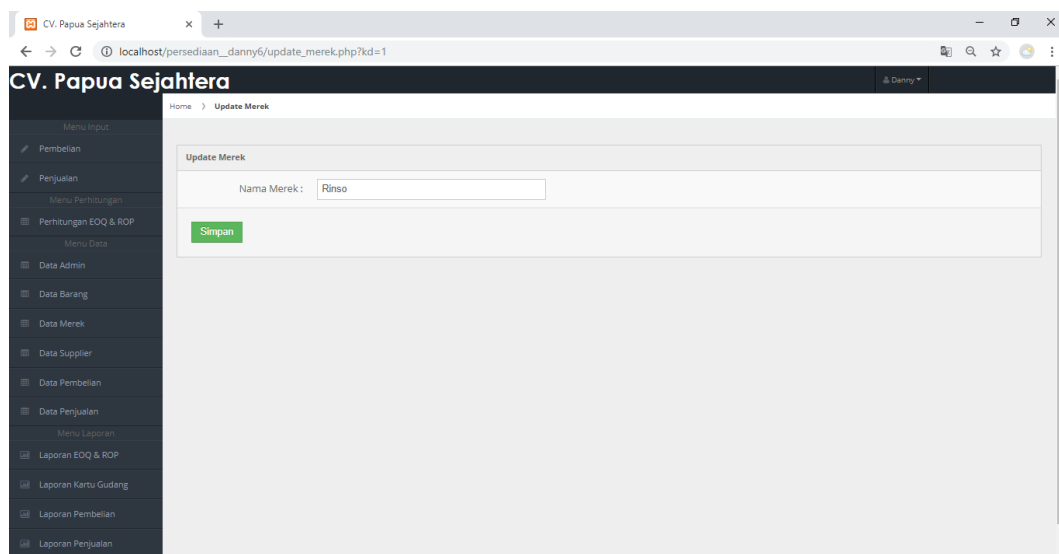 CV. Papua Sejahtera
localhost/persediaan__danny6/update_merek.php?kd=1
CV. Papua Sejahtera
Danny
Home > Update Merek
Menu Input
Pembelian
Penjualan
Menu Perhitungan
Perhitungan EOQ & ROP
Menu Data
Data Admin
Data Barang
Data Merek
Data Supplier
Data Pembelian
Data Penjualan
Menu Laporan
Laporan EOQ & ROP
Laporan Kartu Gudang
Laporan Pembelian
Laporan Penjualan
Update Merek
Nama Merek : Rinso
Simpan